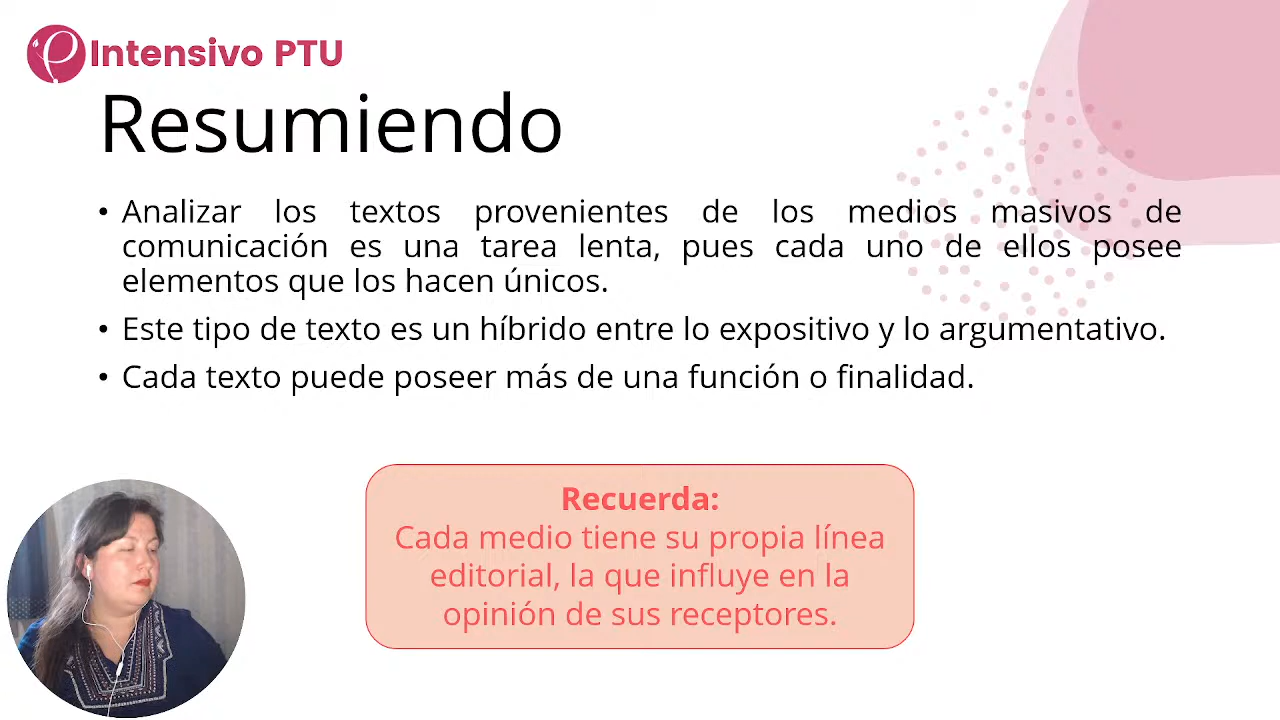 Intensivo PTU
Resumiendo
• Analizar los textos provenientes de los medios masivos de
comunicación es una tarea lenta, pues cada uno de ellos posee
elementos que los hacen únicos.
• Este tipo de texto es un híbrido entre lo expositivo y lo argumentativo.
• Cada texto puede poseer más de una función o finalidad.
Recuerda:
Cada medio tiene su propia línea
editorial, la que influye en la
opinión de sus receptores.